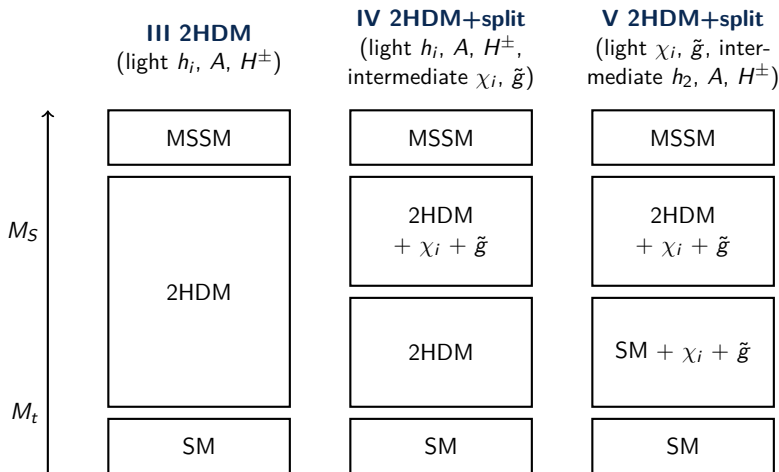 III 2HDM
(light h_i, A, H^±)
IV 2HDM+split
(light h_i, A, H^±,
intermediate χ_i, g̃)
V 2HDM+split
(light χ_i, g̃, inter-
mediate h_2, A, H^±)
M_S
M_t
MSSM
2HDM
SM
MSSM
2HDM
+ χ_i + g̃
2HDM
SM
MSSM
2HDM
+ χ_i + g̃
SM + χ_i + g̃
SM